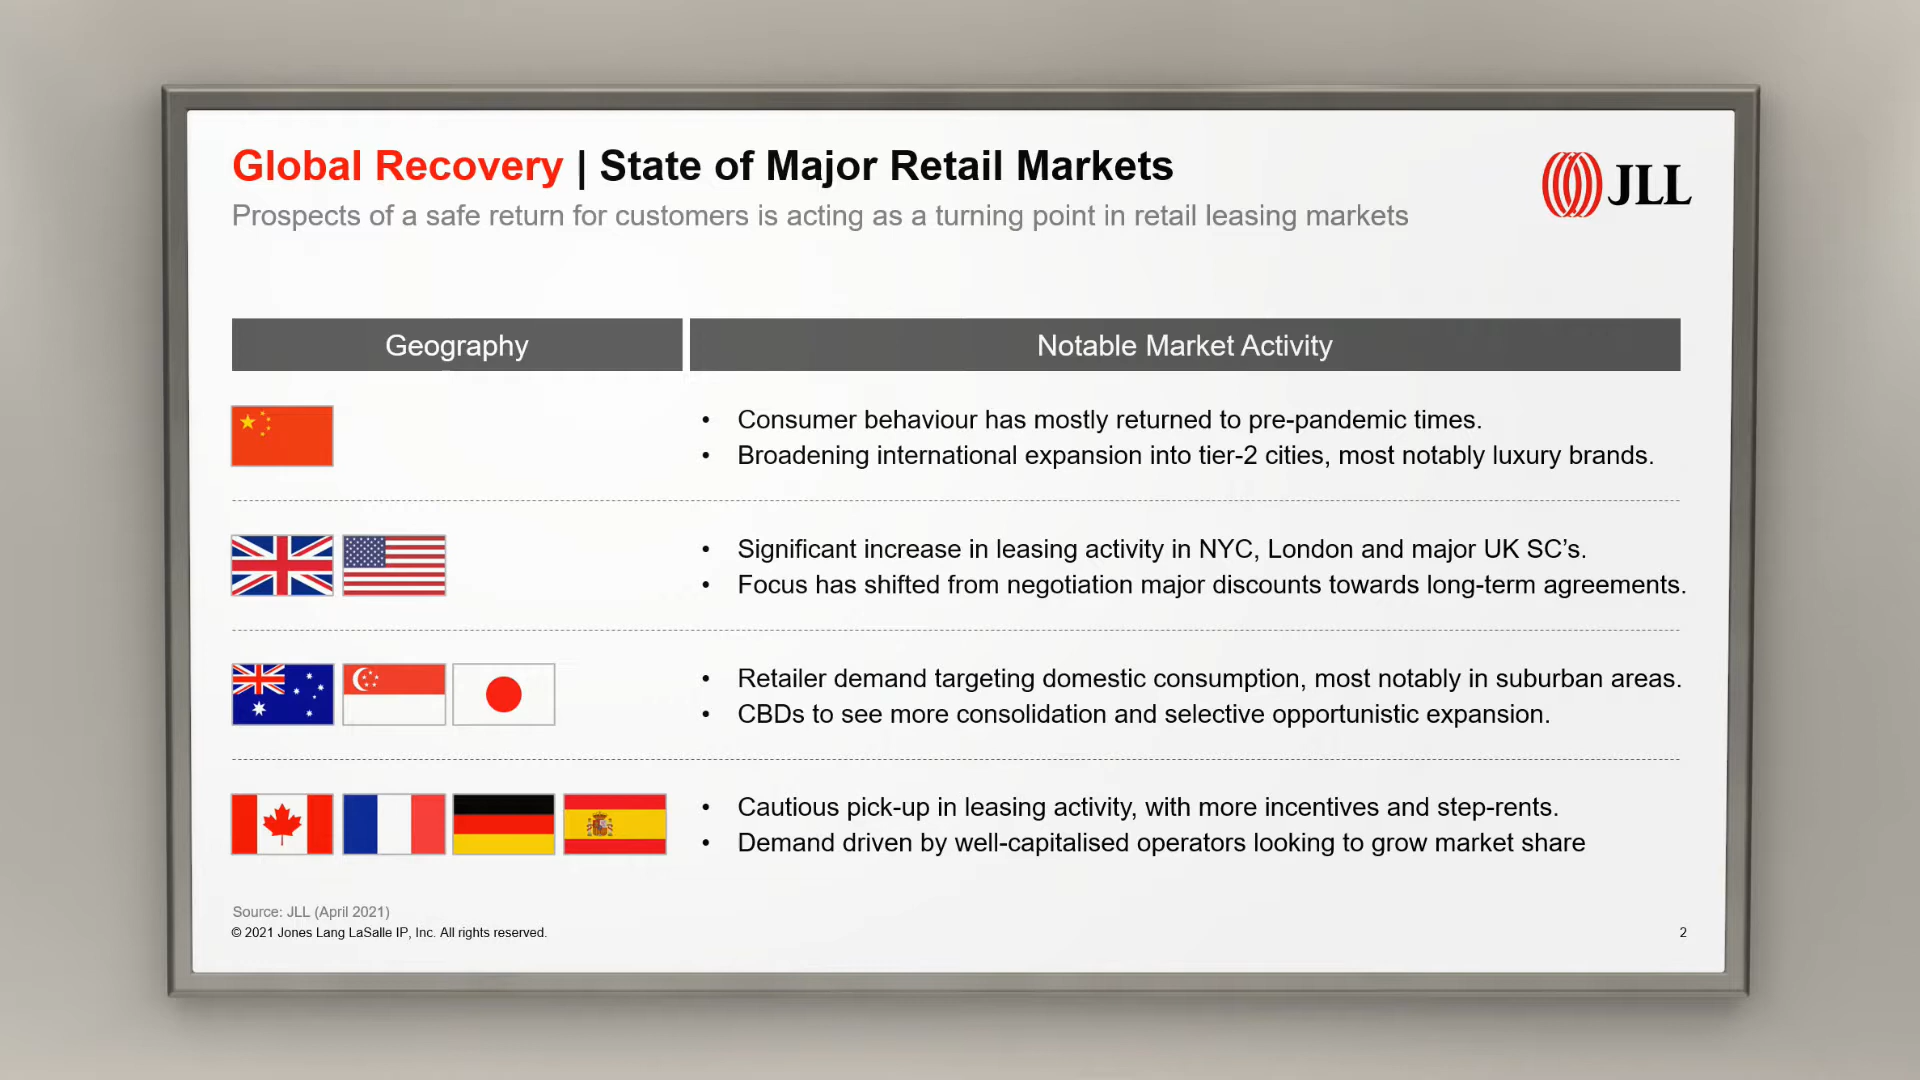 Global Recovery | State of Major Retail Markets
JLL
Prospects of a safe return for customers is acting as a turning point in retail leasing markets
Geography
Notable Market Activity
• Consumer behaviour has mostly returned to pre-pandemic times.
• Broadening international expansion into tier-2 cities, most notably luxury brands.
• Significant increase in leasing activity in NYC, London and major UK SC’s.
• Focus has shifted from negotiation major discounts towards long-term agreements.
• Retailer demand targeting domestic consumption, most notably in suburban areas.
• CBDs to see more consolidation and selective opportunistic expansion.
• Cautious pick-up in leasing activity, with more incentives and step-rents.
• Demand driven by well-capitalised operators looking to grow market share
Source: JLL (April 2021)
© 2021 Jones Lang LaSalle IP, Inc. All rights reserved.
2